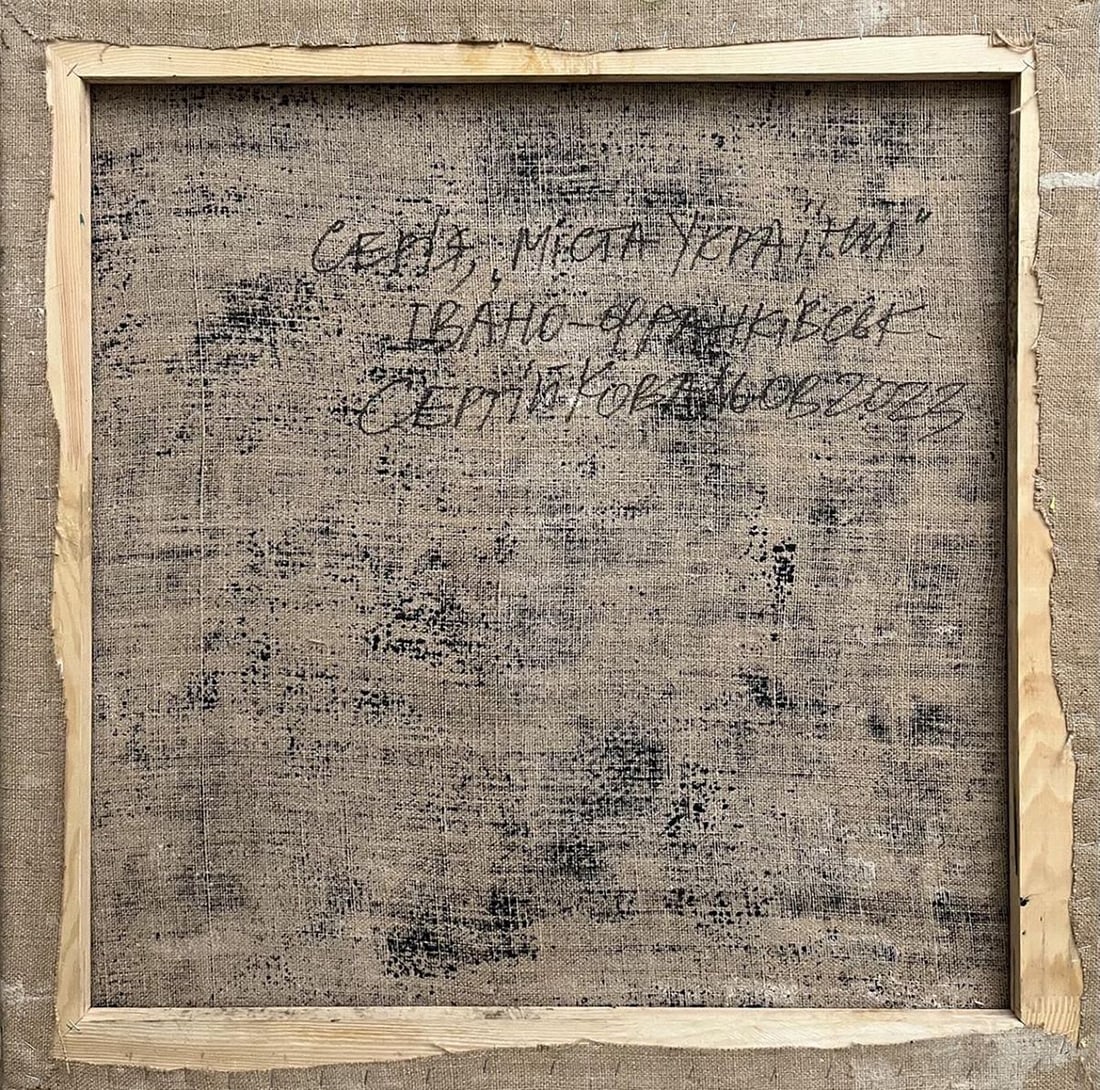 Серія, „Міста України”,
Івано-Франківськ
Сергій Ковальов 2023